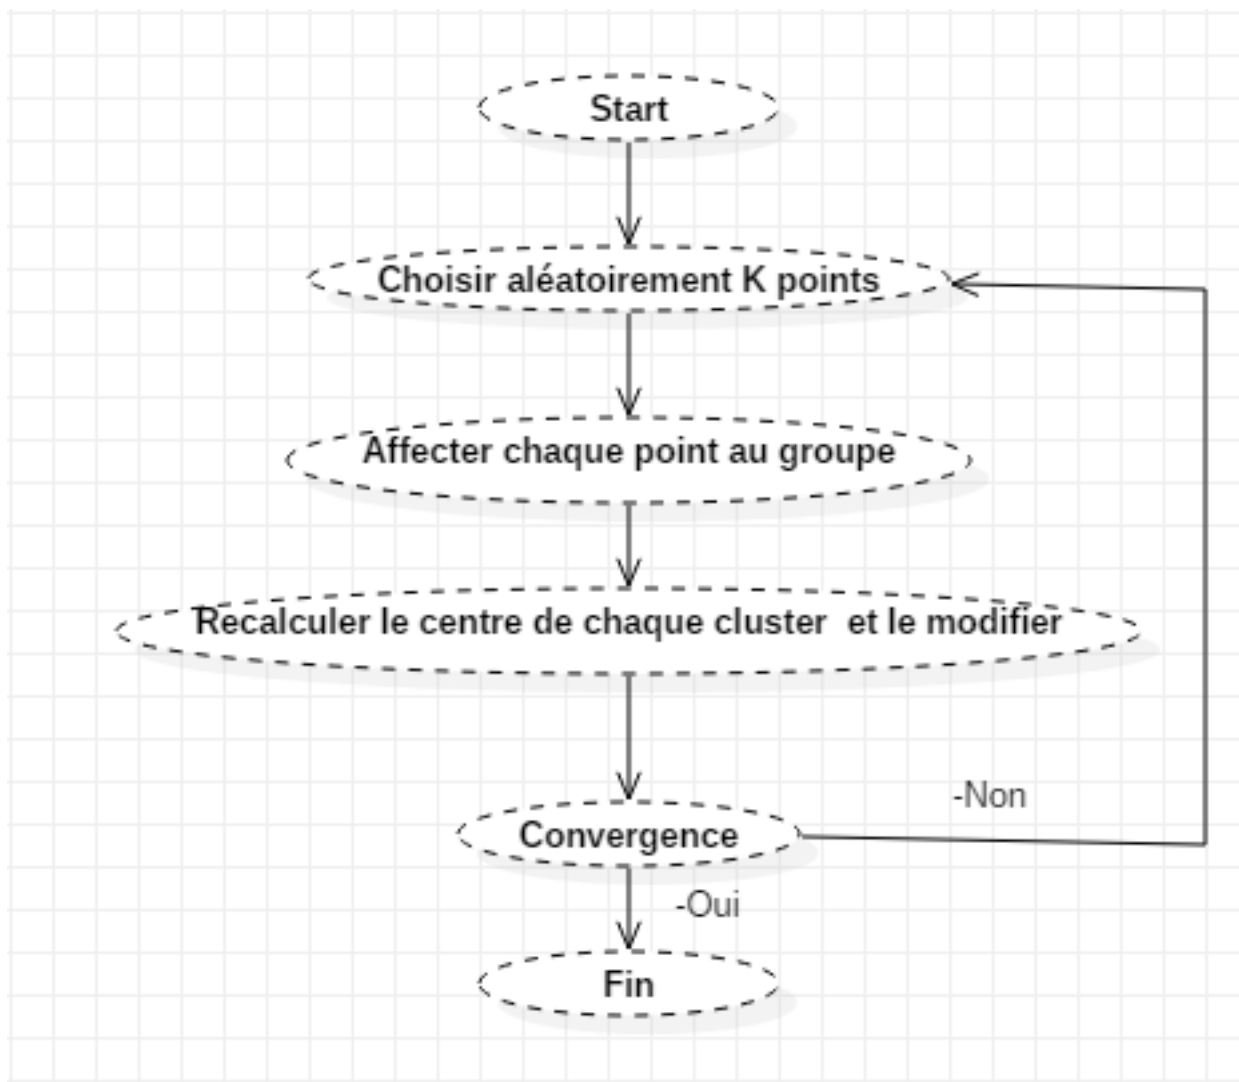 Start
Choisir aléatoirement K points
Affecter chaque point au groupe
Recalculer le centre de chaque cluster et le modifier
-Non
Convergence
-Oui
Fin